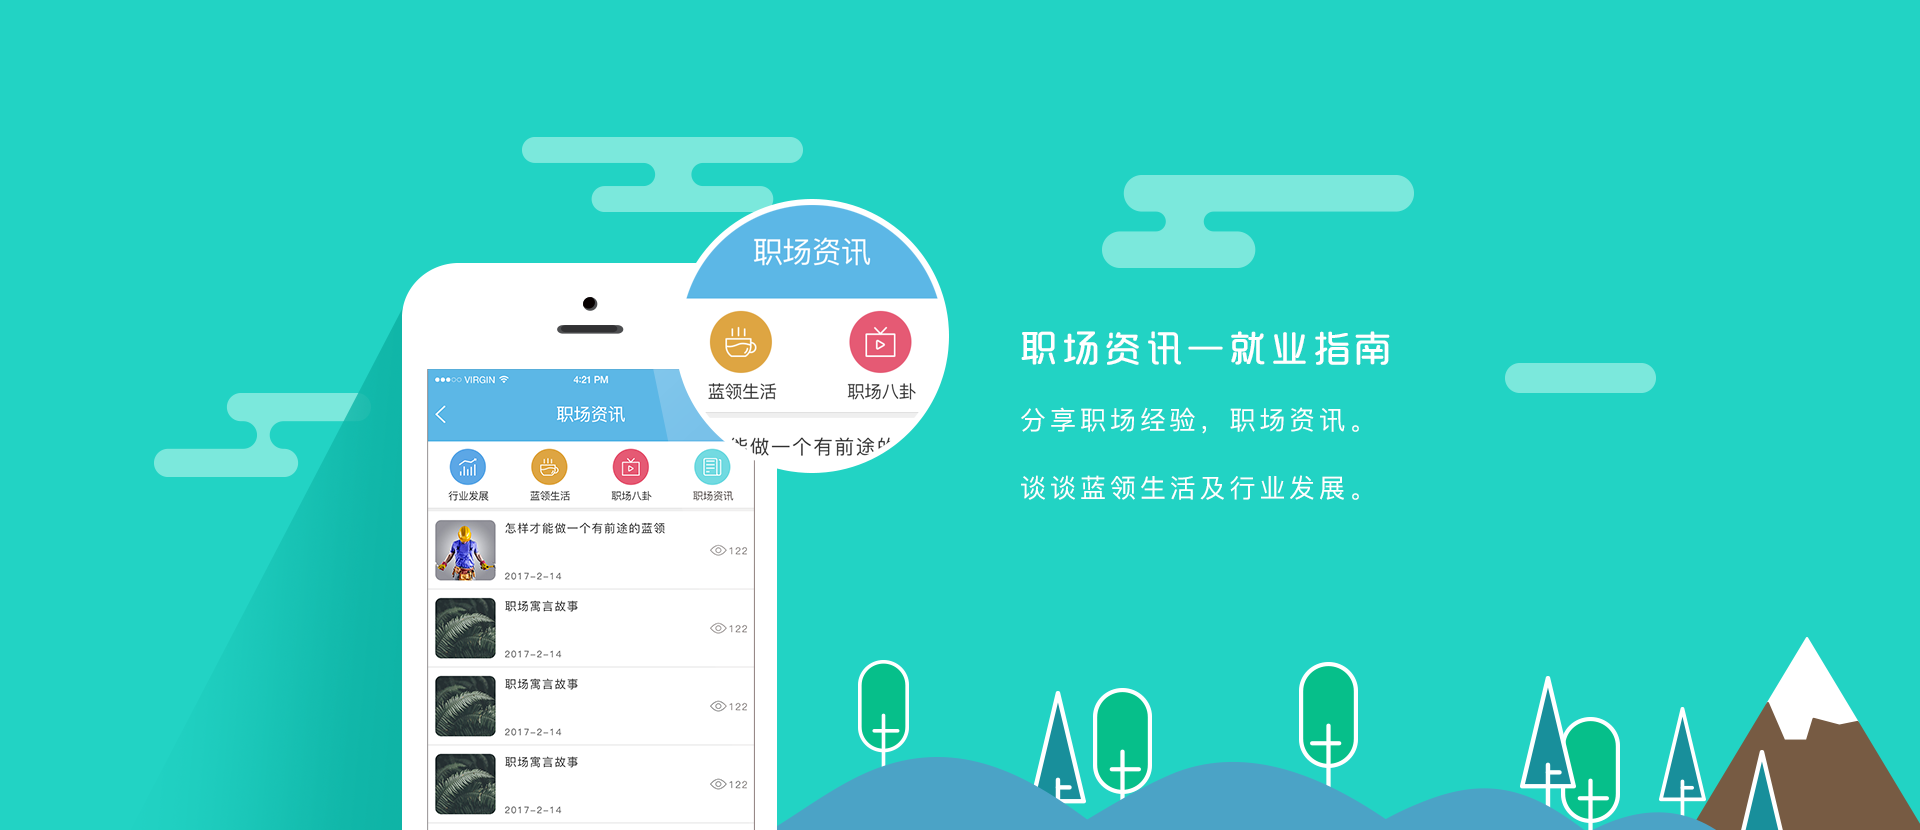 职场资讯
蓝领生活
职场八卦
能做一个有前途的
VIRGIN
4:21 PM
职场资讯
行业发展
蓝领生活
职场八卦
职场资讯
怎样才能做一个有前途的蓝领
122
2017-2-14
职场寓言故事
122
2017-2-14
职场寓言故事
122
2017-2-14
职场寓言故事
122
2017-2-14
职场资讯—就业指南
分享职场经验，职场资讯。
谈谈蓝领生活及行业发展。